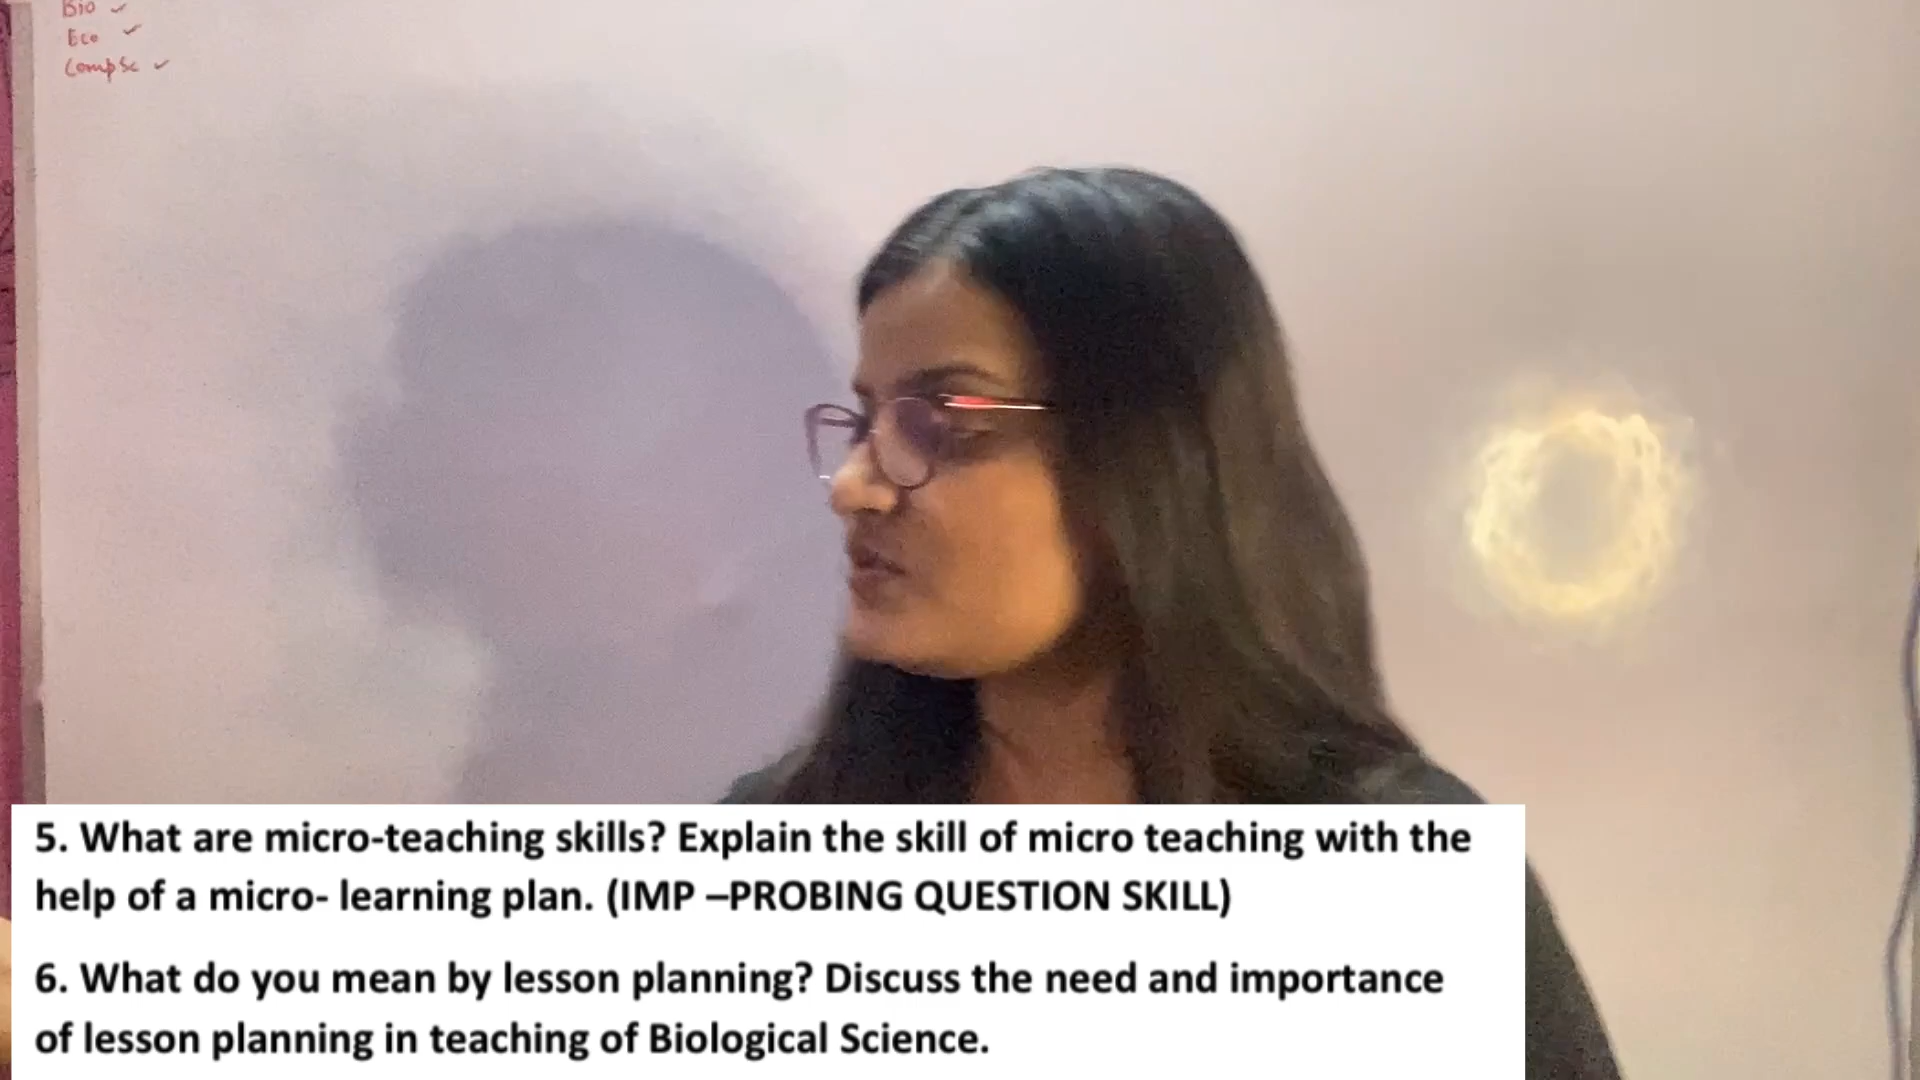 Bio ✓
Eco ✓
CompSc ✓
5. What are micro-teaching skills? Explain the skill of micro teaching with the
help of a micro- learning plan. (IMP –PROBING QUESTION SKILL)
6. What do you mean by lesson planning? Discuss the need and importance
of lesson planning in teaching of Biological Science.